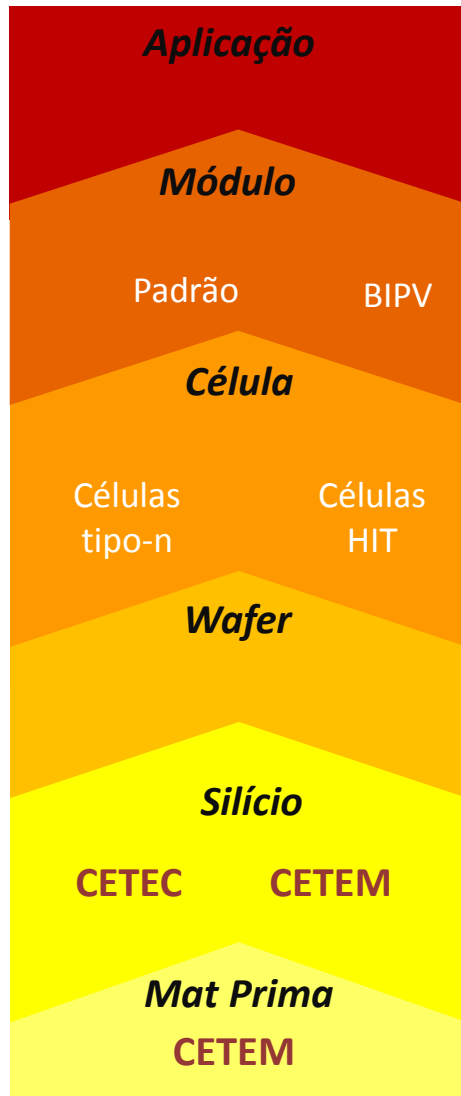 Aplicação
Módulo
Padrão BIPV
Célula
Células Células
tipo-n HIT
Wafer
Silício
CETEC CETEM
Mat Prima
CETEM